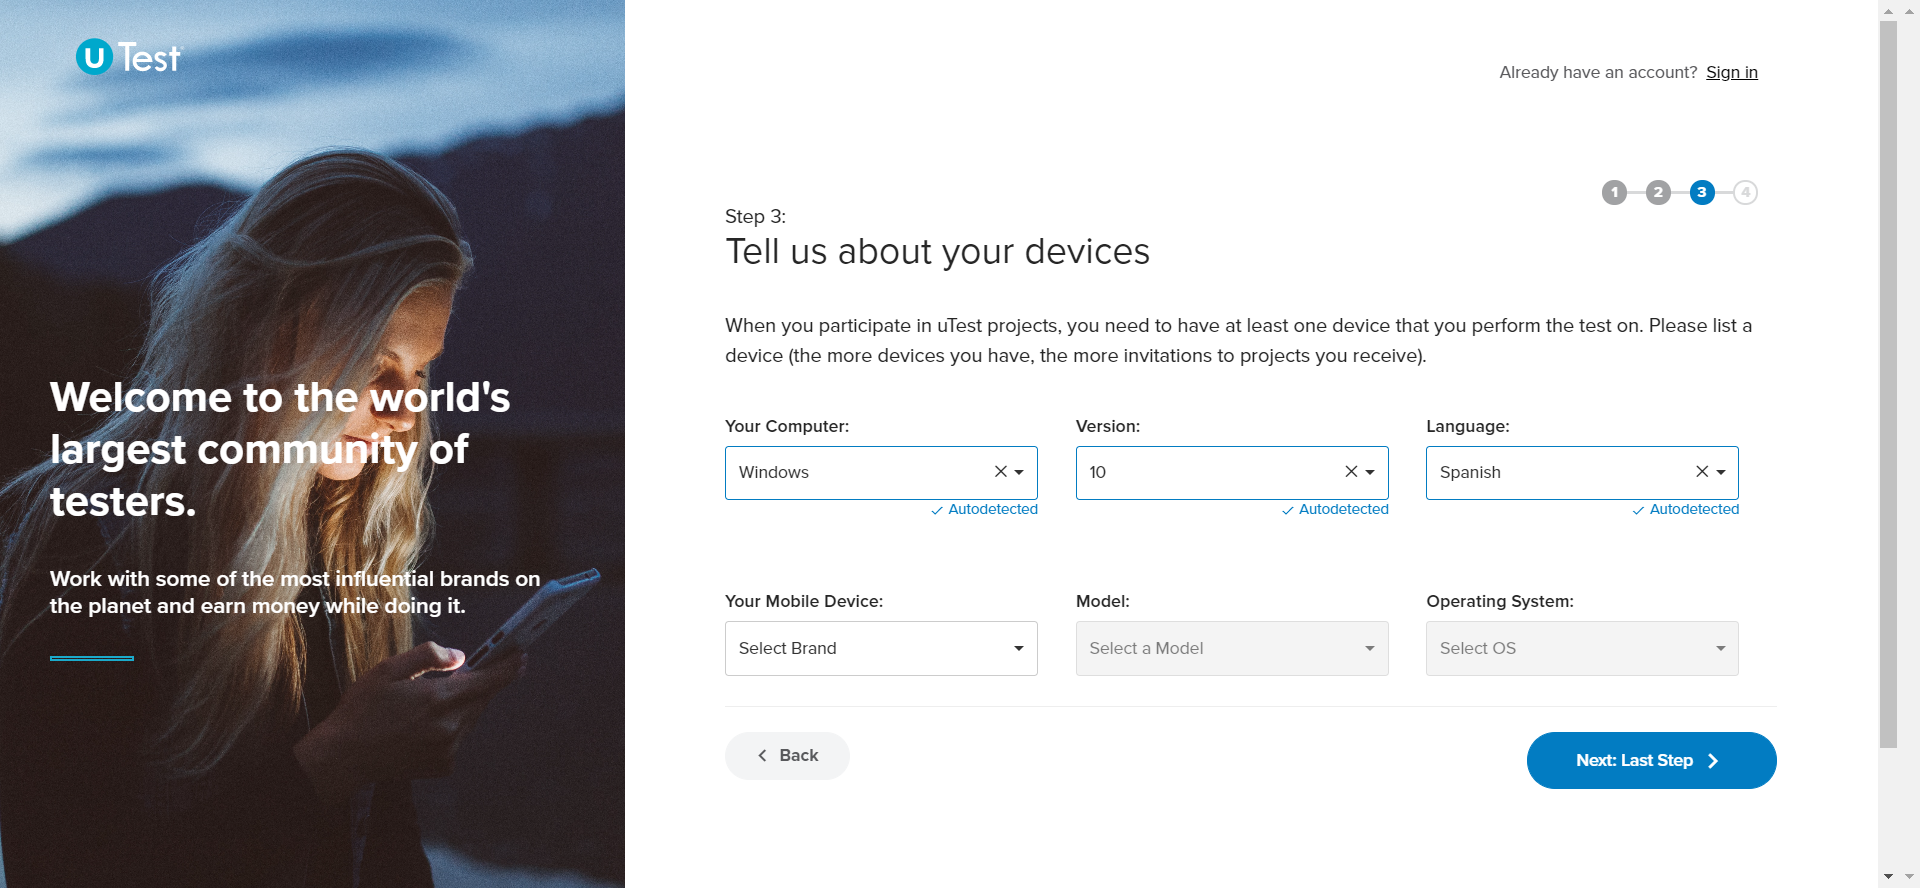 U Test
Welcome to the world's
largest community of
testers.
Work with some of the most influential brands on
the planet and earn money while doing it.
Already have an account? Sign in
1 2 3 4
Step 3:
Tell us about your devices
When you participate in uTest projects, you need to have at least one device that you perform the test on. Please list a
device (the more devices you have, the more invitations to projects you receive).
Your Computer: Version: Language:
Windows 10 Spanish
Autodetected Autodetected Autodetected
Your Mobile Device: Model: Operating System:
Select Brand Select a Model Select OS
Back Next: Last Step